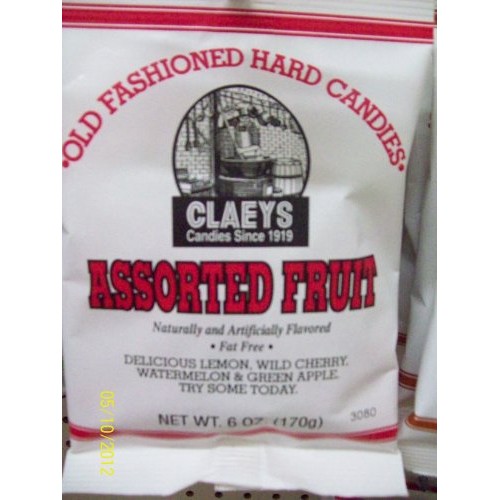 •OLD FASHIONED HARD CANDIES•
CLAEYS
Candies Since 1919
ASSORTED FRUIT
Naturally and Artificially Flavored
• Fat Free •
DELICIOUS LEMON, WILD CHERRY,
WATERMELON & GREEN APPLE.
TRY SOME TODAY.
NET WT. 6 OZ. (170g)
3080
05/10/2012